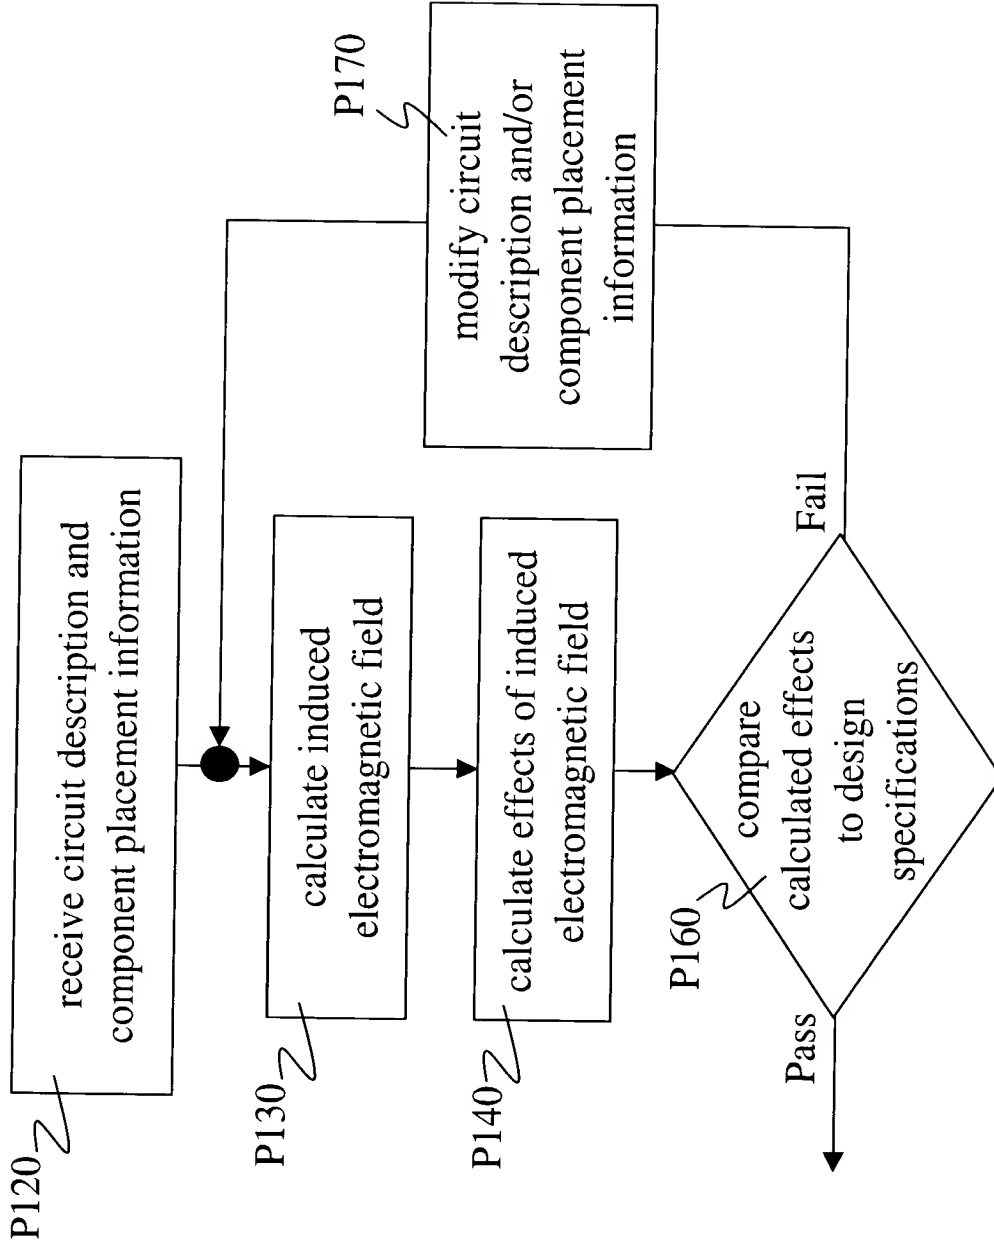 P120
receive circuit description and
component placement information
P130
calculate induced
electromagnetic field
P140
calculate effects of induced
electromagnetic field
P160
compare
calculated effects
to design
specifications
Pass
Fail
P170
modify circuit
description and/or
component placement
information